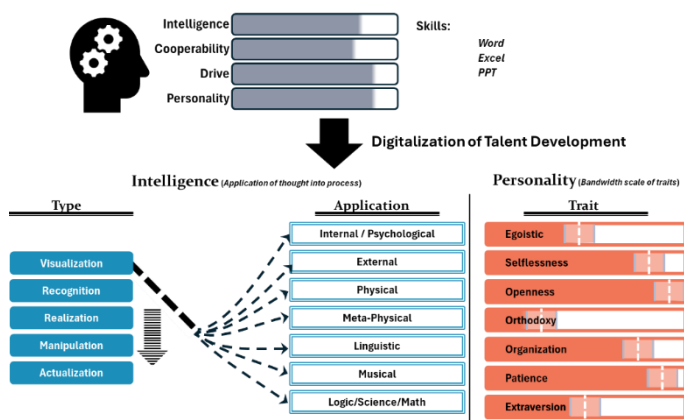 Intelligence
Cooperability
Drive
Personality
Skills:
Word
Excel
PPT
Digitalization of Talent Development
Intelligence (Application of thought into process)
Type
Visualization
Recognition
Realization
Manipulation
Actualization
Application
Internal / Psychological
External
Physical
Meta-Physical
Linguistic
Musical
Logic/Science/Math
Personality (Bandwidth scale of traits)
Trait
Egoistic
Selflessness
Openness
Orthodoxy
Organization
Patience
Extraversion